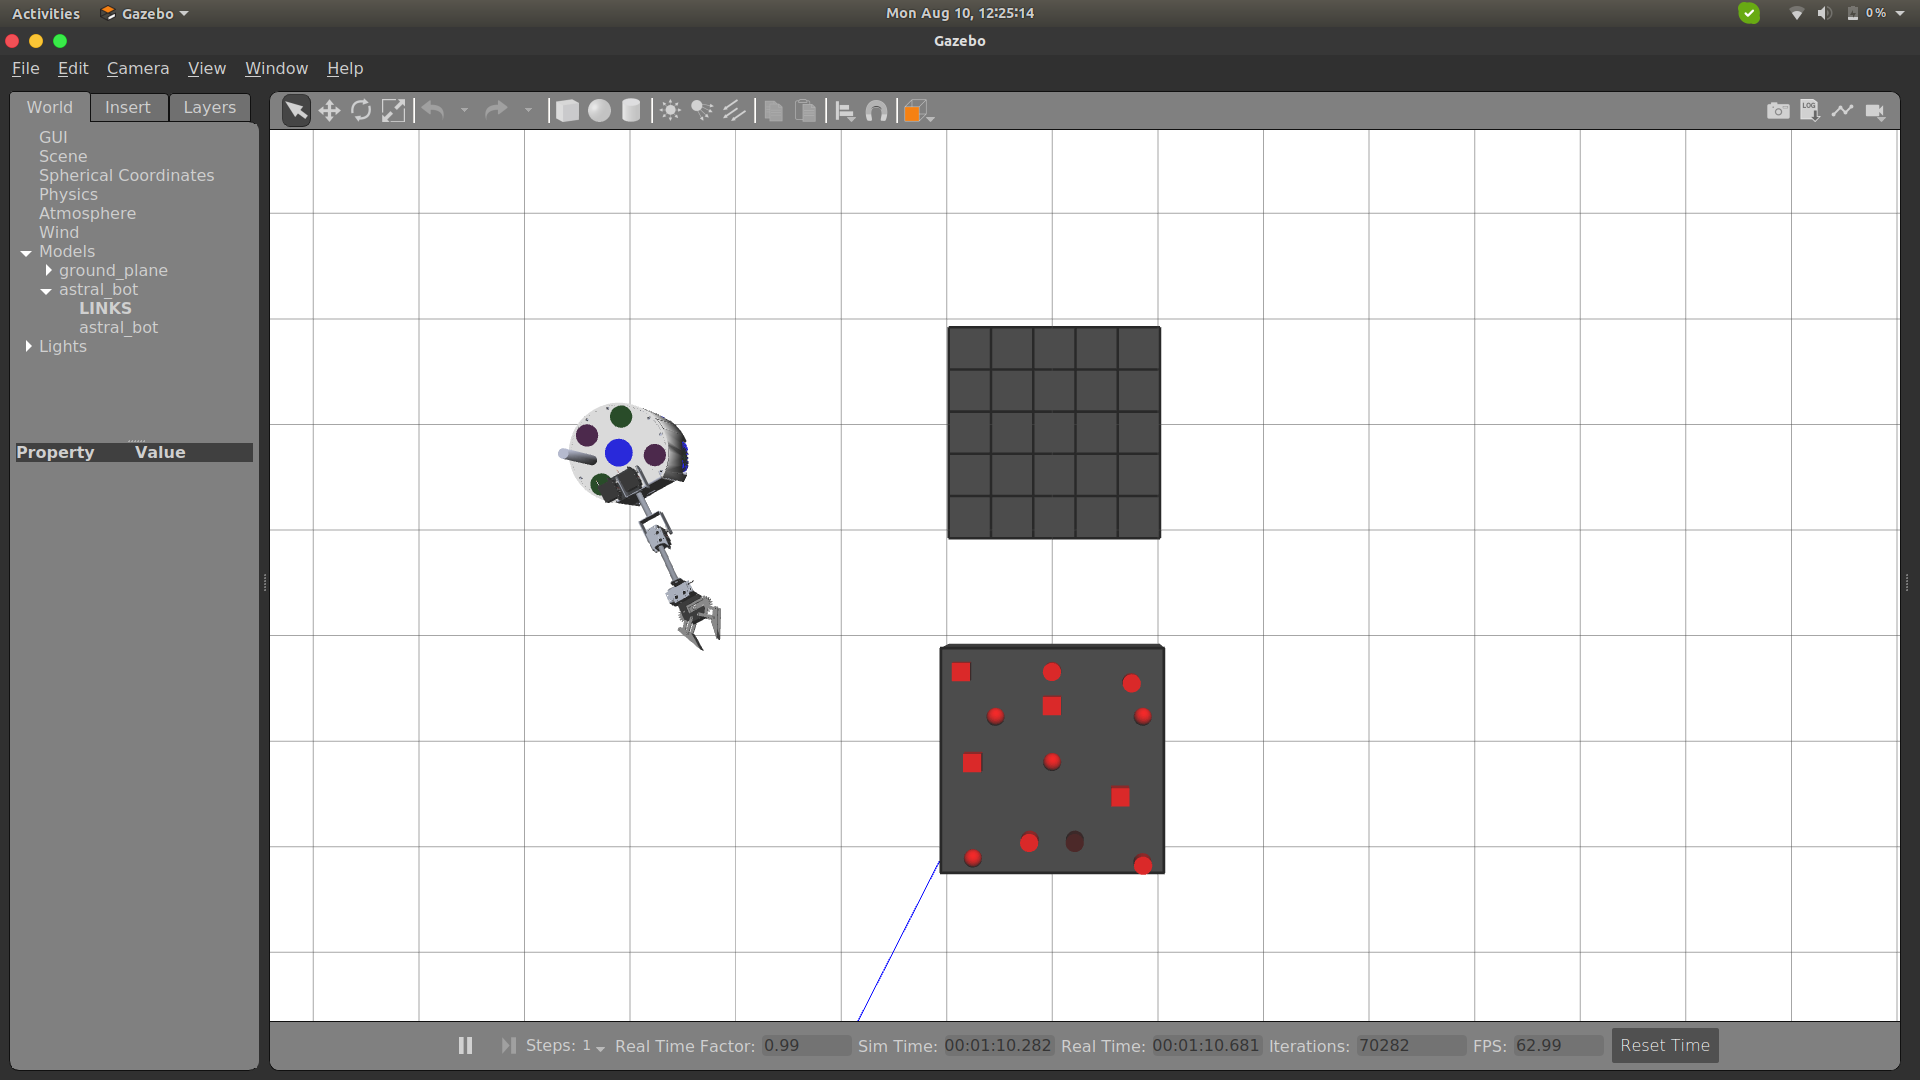 Activities Gazebo Mon Aug 10, 12:25:14 0%
Gazebo
File Edit Camera View Window Help
World Insert Layers
LOG
GUI
Scene
Spherical Coordinates
Physics
Atmosphere
Wind
Models
ground_plane
astral_bot
LINKS
astral_bot
Lights
Property Value
Steps: 1 Real Time Factor: 0.99 Sim Time: 00:01:10.282 Real Time: 00:01:10.681 Iterations: 70282 FPS: 62.99 Reset Time